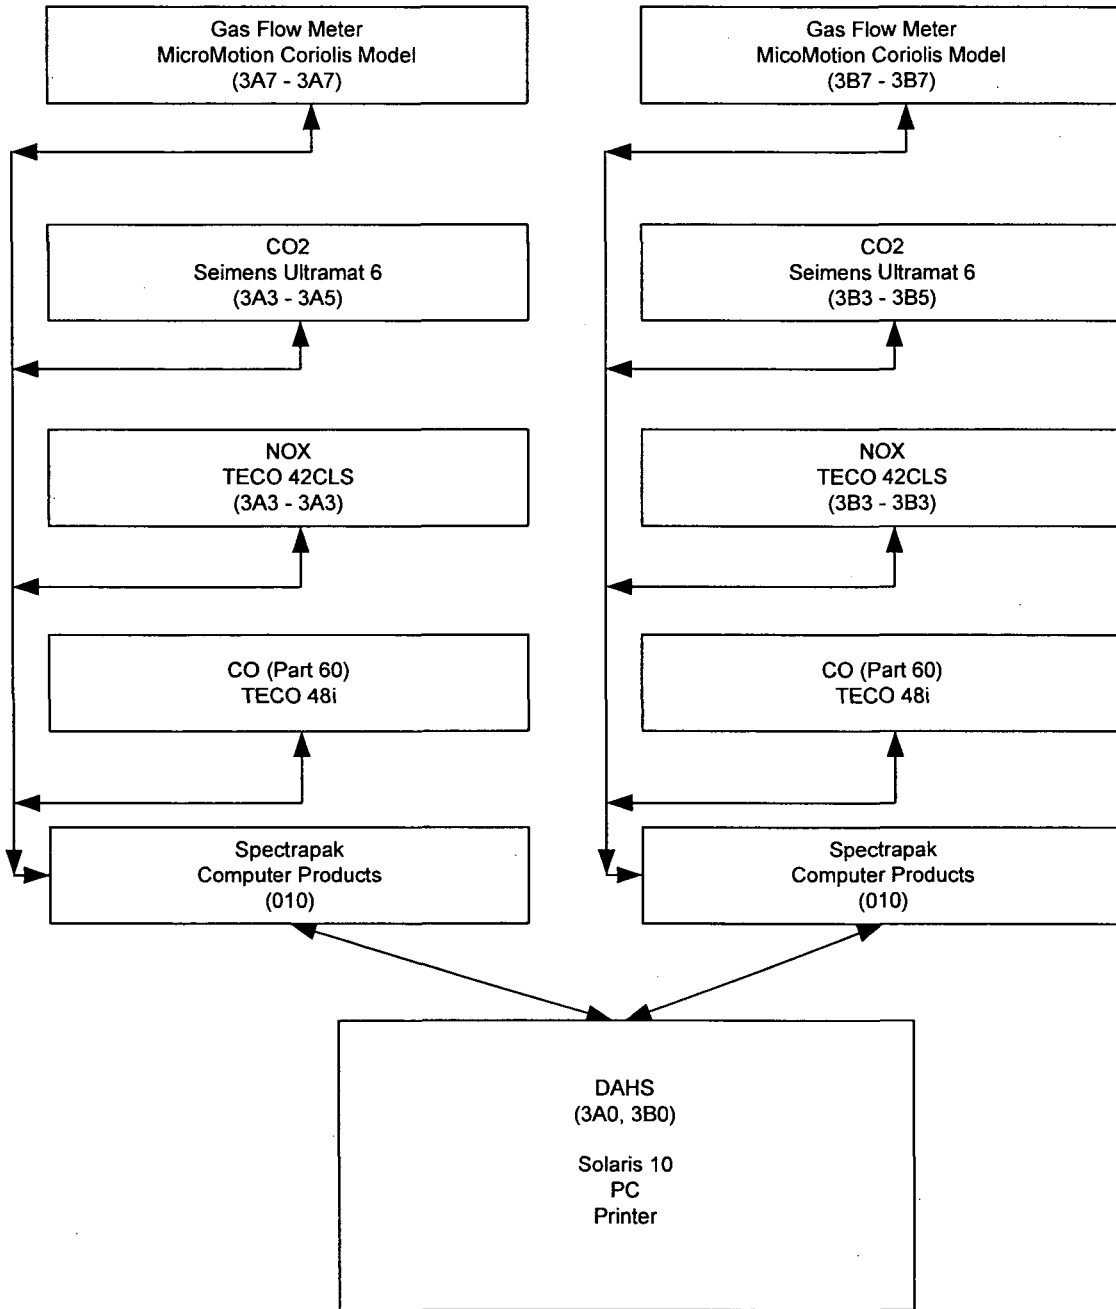 Gas Flow Meter
MicroMotion Coriolis Model
(3A7 - 3A7)
Gas Flow Meter
MicoMotion Coriolis Model
(3B7 - 3B7)
CO2
Seimens Ultramat 6
(3A3 - 3A5)
CO2
Seimens Ultramat 6
(3B3 - 3B5)
NOX
TECO 42CLS
(3A3 - 3A3)
NOX
TECO 42CLS
(3B3 - 3B3)
CO (Part 60)
TECO 48i
CO (Part 60)
TECO 48i
Spectrapak
Computer Products
(010)
Spectrapak
Computer Products
(010)
DAHS
(3A0, 3B0)
Solaris 10
PC
Printer